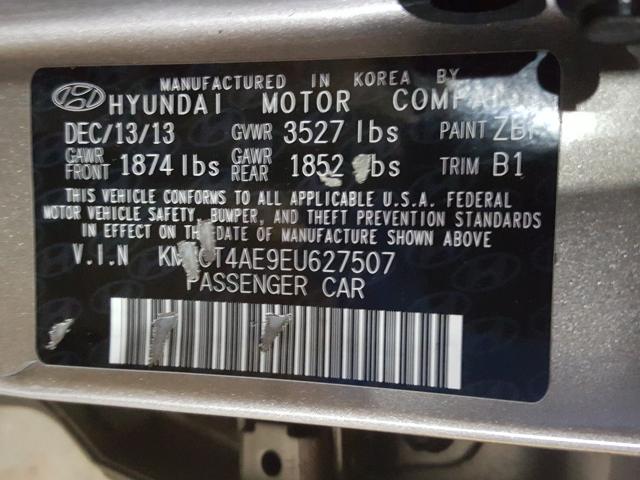 MANUFACTURED IN KOREA BY
HYUNDAI MOTOR COMPANY
DEC/13/13 GVWR 3527 lbs PAINT
GAWR FRONT 1874 lbs GAWR REAR 1852 lbs TRIM B1
THIS VEHICLE CONFORMS TO ALL APPLICABLE U.S.A. FEDERAL
MOTOR VEHICLE SAFETY, BUMPER, AND THEFT PREVENTION STANDARDS
IN EFFECT ON THE DATE OF MANUFACTURE SHOWN ABOVE
V.I.N
PASSENGER CAR